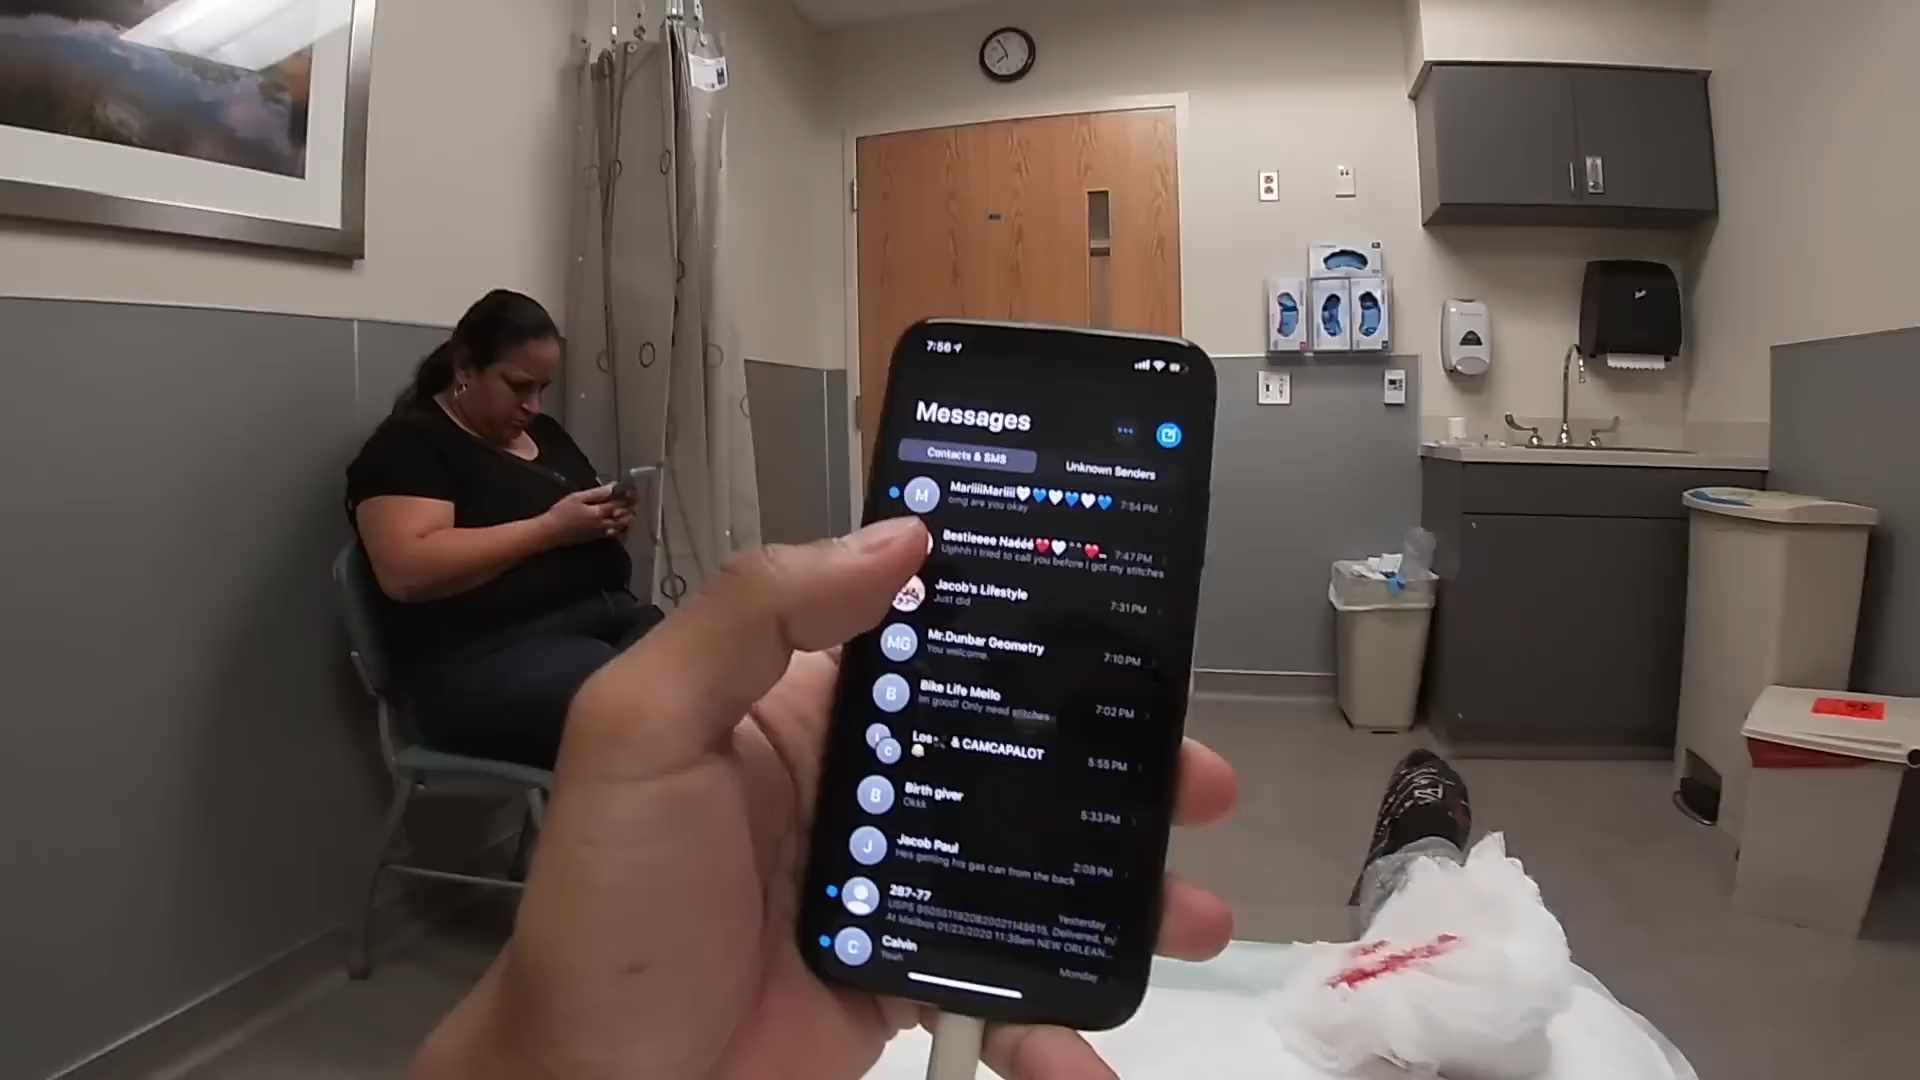 7:56
Messages
Contacts & SMS
Unknown Senders
MariiiiMariiii🤍💙🤍💙🤍💙 7:54 PM
omg are you okay
Bestieeee Naééé 7:47 PM
Ughhh I tried to call you before I got my stitches
Jacob's Lifestyle 7:31 PM
Just did
MG Mr.Dunbar Geometry 7:10 PM
You welcome.
B Bike Life Mello 7:02 PM
Im good! Only need stitches
Los & CAMCAPALOT 5:55 PM
C
B Birth giver 5:33 PM
Okkk
J Jacob Paul 2:08 PM
Hes getting his gas can from the back
287-77 Yesterday
USPS Delivered, In/
At Mailbox 01/23/2020 11:38am NEW ORLEAN...
C Calvin Monday
Yeah
M